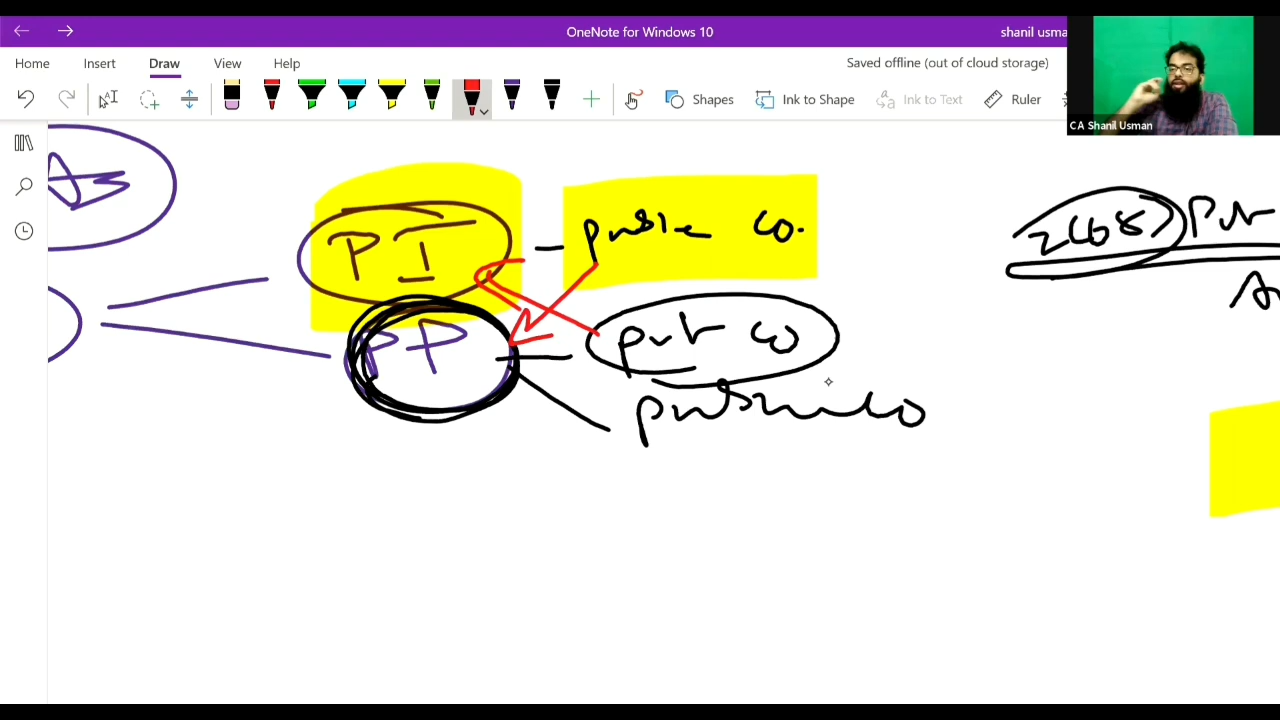 OneNote for Windows 10
shanil usma
Home Insert Draw View Help
Saved offline (out of cloud storage)
Shapes Ink to Shape Ink to Text Ruler
CA Shanil Usman
PI - public co.
2(68) Pvt
PP - pvt co